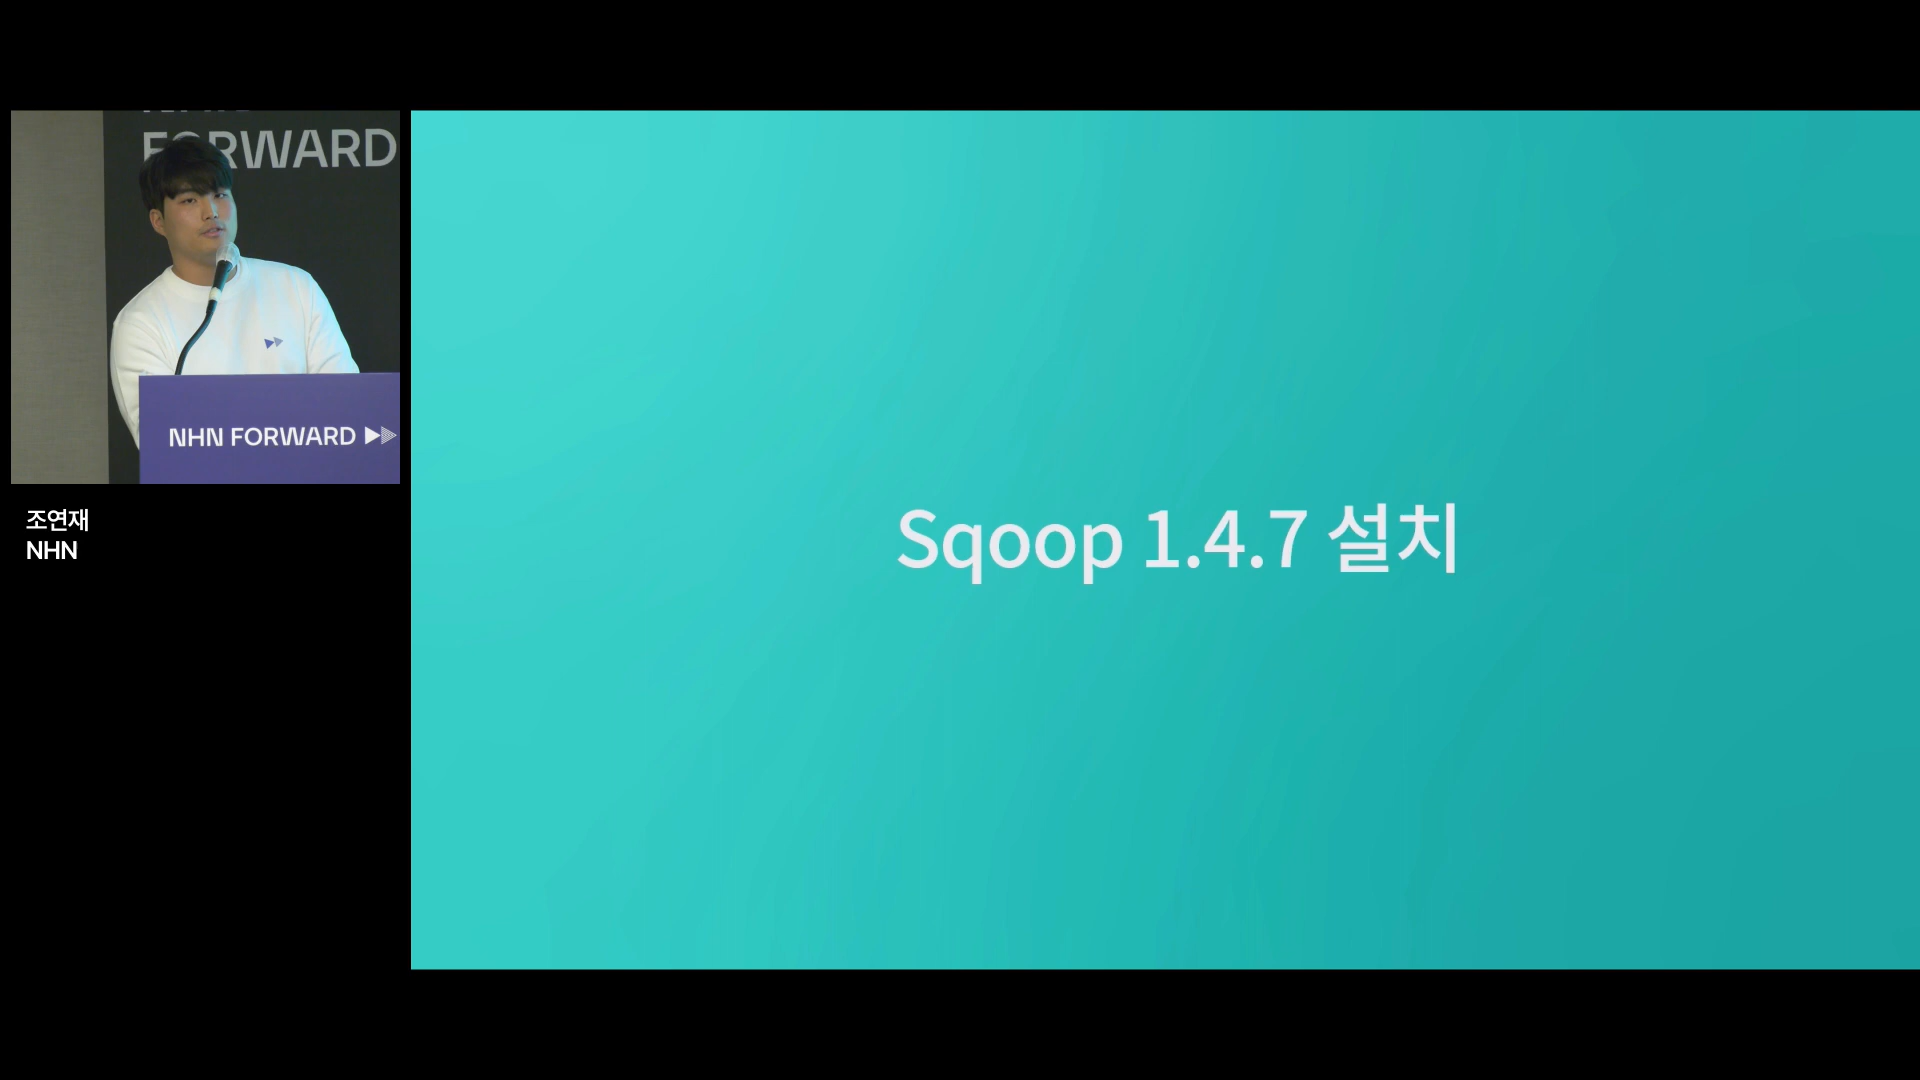 FORWARD
NHN FORWARD
조연재
NHN
Sqoop 1.4.7 설치